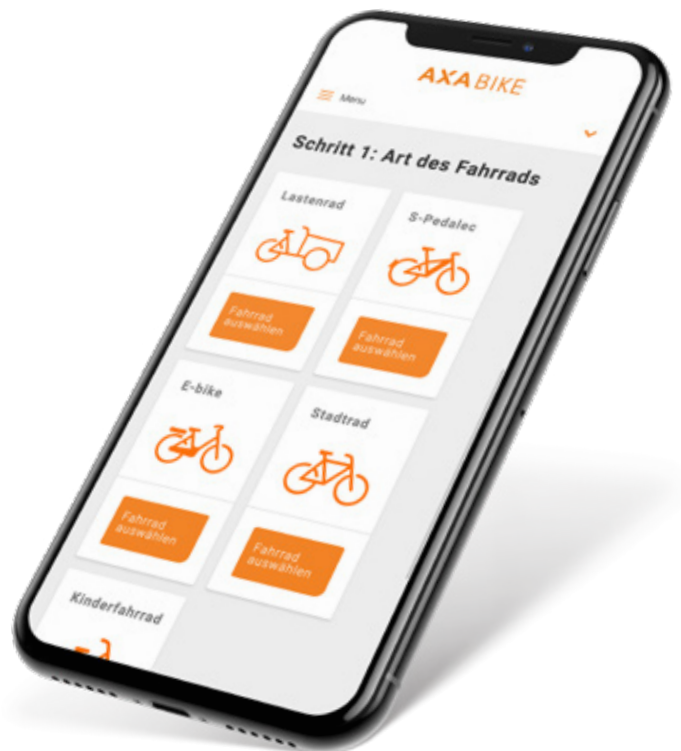 AXA BIKE
Menu
Schritt 1: Art des Fahrrads
Lastenrad
S-Pedalec
Fahrrad
auswählen
Fahrrad
auswählen
E-bike
Stadtrad
Fahrrad
auswählen
Fahrrad
auswählen
Kinderfahrrad